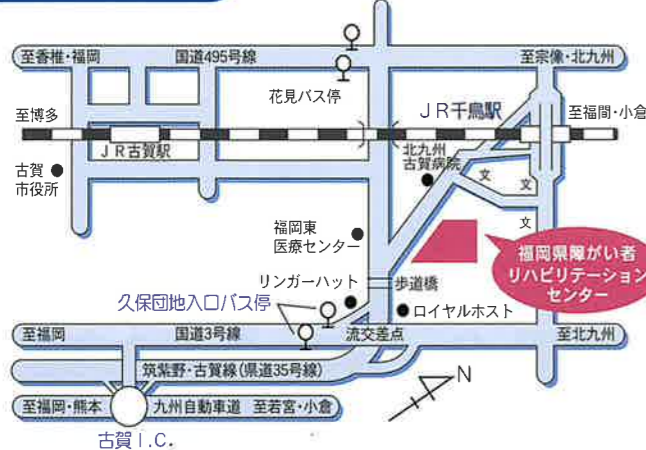 至香椎・福岡
国道495号線
至宗像・北九州
花見バス停
至博多
JR千鳥駅
至福間・小倉
JR古賀駅
古賀
市役所
北九州
古賀病院
文
文
文
福岡東
医療センター
福岡県障がい者
リハビリテーション
センター
リンガーハット
歩道橋
久保団地入口バス停
ロイヤルホスト
至福岡
国道3号線
流交差点
至北九州
筑紫野・古賀線(県道35号線)
N
至福岡・熊本
九州自動車道
至若宮・小倉
古賀I.C.